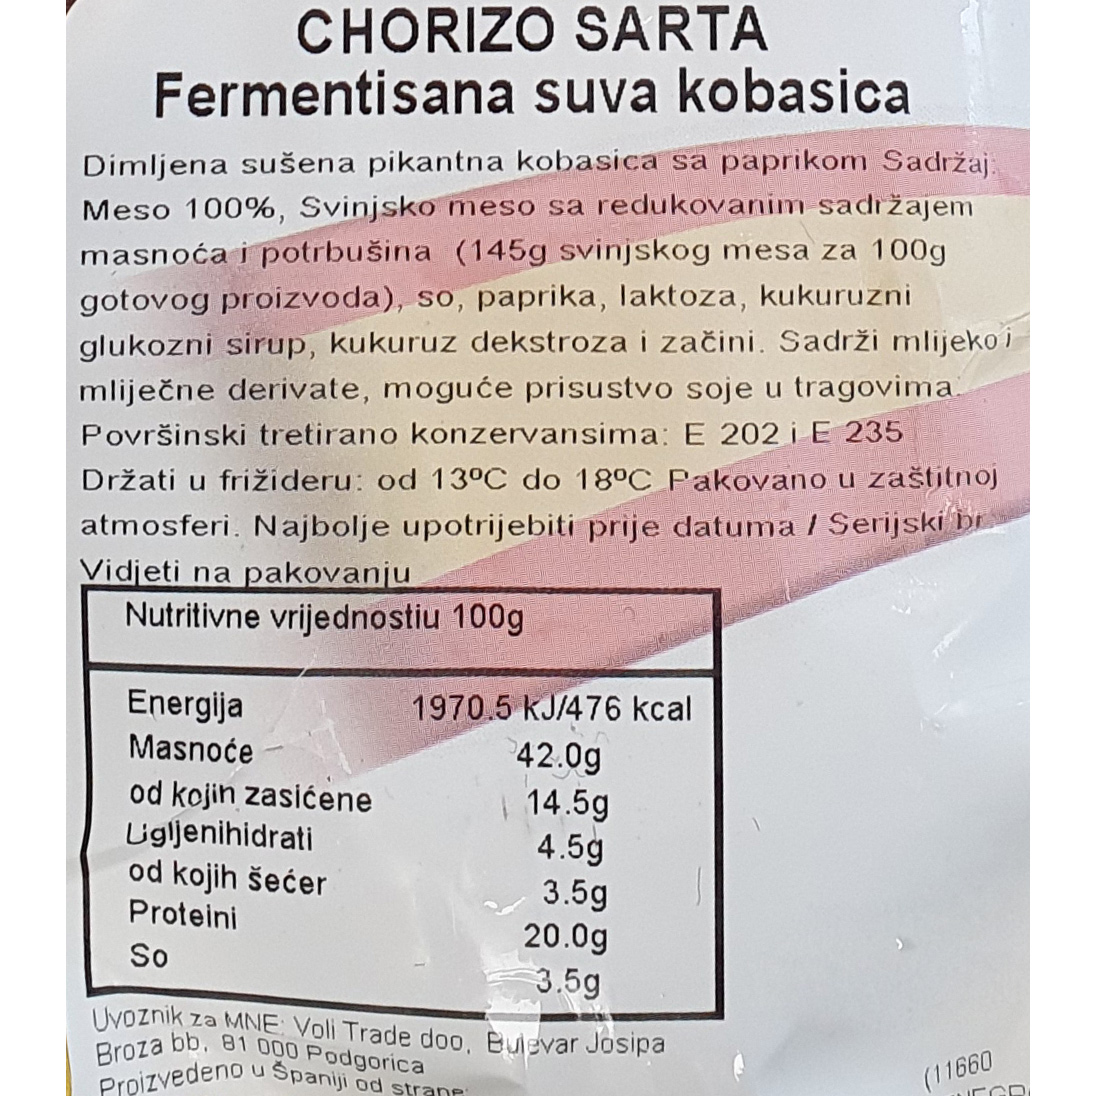 CHORIZO SARTA
Fermentisana suva kobasica
Dimljena sušena pikantna kobasica sa paprikom Sadržaj:
Meso 100%, Svinjsko meso sa redukovanim sadržajem
masnoća i potrbušina (145g svinjskog mesa za 100g
gotovog proizvoda), so, paprika, laktoza, kukuruzni
glukozni sirup, kukuruz dekstroza i začini. Sadrži mlijeko i
mliječne derivate, moguće prisustvo soje u tragovima.
Površinski tretirano konzervansima: E 202 i E 235
Držati u frižideru: od 13ºC do 18ºC Pakovano u zaštitnoj
atmosferi. Najbolje upotrijebiti prije datuma / Serijski br.
Vidjeti na pakovanju
Nutritivne vrijednostiu 100g
Energija 1970.5 kJ/476 kcal
Masnoće 42.0g
od kojih zasićene 14.5g
Ugljenihidrati 4.5g
od kojih šećer 3.5g
Proteini 20.0g
So 3.5g
Uvoznik za MNE: Voli Trade doo, Bulevar Josipa
Broza bb, 81 000 Podgorica
Proizvedeno u Španiji od strane:
(11660